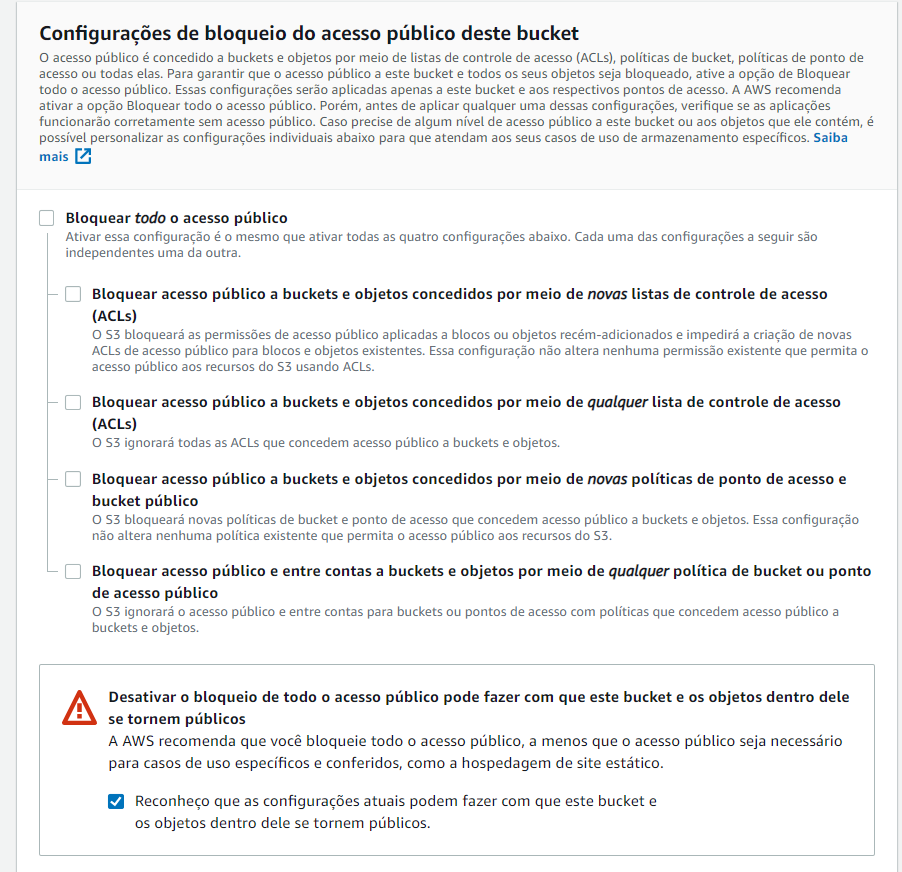 Configurações de bloqueio do acesso público deste bucket
O acesso público é concedido a buckets e objetos por meio de listas de controle de acesso (ACLs), políticas de bucket, políticas de ponto de
acesso ou todas elas. Para garantir que o acesso público a este bucket e todos os seus objetos seja bloqueado, ative a opção de Bloquear
todo o acesso público. Essas configurações serão aplicadas apenas a este bucket e aos respectivos pontos de acesso. A AWS recomenda
ativar a opção Bloquear todo o acesso público. Porém, antes de aplicar qualquer uma dessas configurações, verifique se as aplicações
funcionarão corretamente sem acesso público. Caso precise de algum nível de acesso público a este bucket ou aos objetos que ele contém, é
possível personalizar as configurações individuais abaixo para que atendam aos seus casos de uso de armazenamento específicos. Saiba
mais
Bloquear todo o acesso público
Ativar essa configuração é o mesmo que ativar todas as quatro configurações abaixo. Cada uma das configurações a seguir são
independentes uma da outra.
Bloquear acesso público a buckets e objetos concedidos por meio de novas listas de controle de acesso
(ACLs)
O S3 bloqueará as permissões de acesso público aplicadas a blocos ou objetos recém-adicionados e impedirá a criação de novas
ACLs de acesso público para blocos e objetos existentes. Essa configuração não altera nenhuma permissão existente que permita o
acesso público aos recursos do S3 usando ACLs.
Bloquear acesso público a buckets e objetos concedidos por meio de qualquer lista de controle de acesso
(ACLs)
O S3 ignorará todas as ACLs que concedem acesso público a buckets e objetos.
Bloquear acesso público a buckets e objetos concedidos por meio de novas políticas de ponto de acesso e
bucket público
O S3 bloqueará novas políticas de bucket e ponto de acesso que concedem acesso público a buckets e objetos. Essa configuração
não altera nenhuma política existente que permita o acesso público aos recursos do S3.
Bloquear acesso público e entre contas a buckets e objetos por meio de qualquer política de bucket ou ponto
de acesso público
O S3 ignorará o acesso público e entre contas para buckets ou pontos de acesso com políticas que concedem acesso público a
buckets e objetos.
Desativar o bloqueio de todo o acesso público pode fazer com que este bucket e os objetos dentro dele
se tornem públicos
A AWS recomenda que você bloqueie todo o acesso público, a menos que o acesso público seja necessário
para casos de uso específicos e conferidos, como a hospedagem de site estático.
Reconheço que as configurações atuais podem fazer com que este bucket e
os objetos dentro dele se tornem públicos.